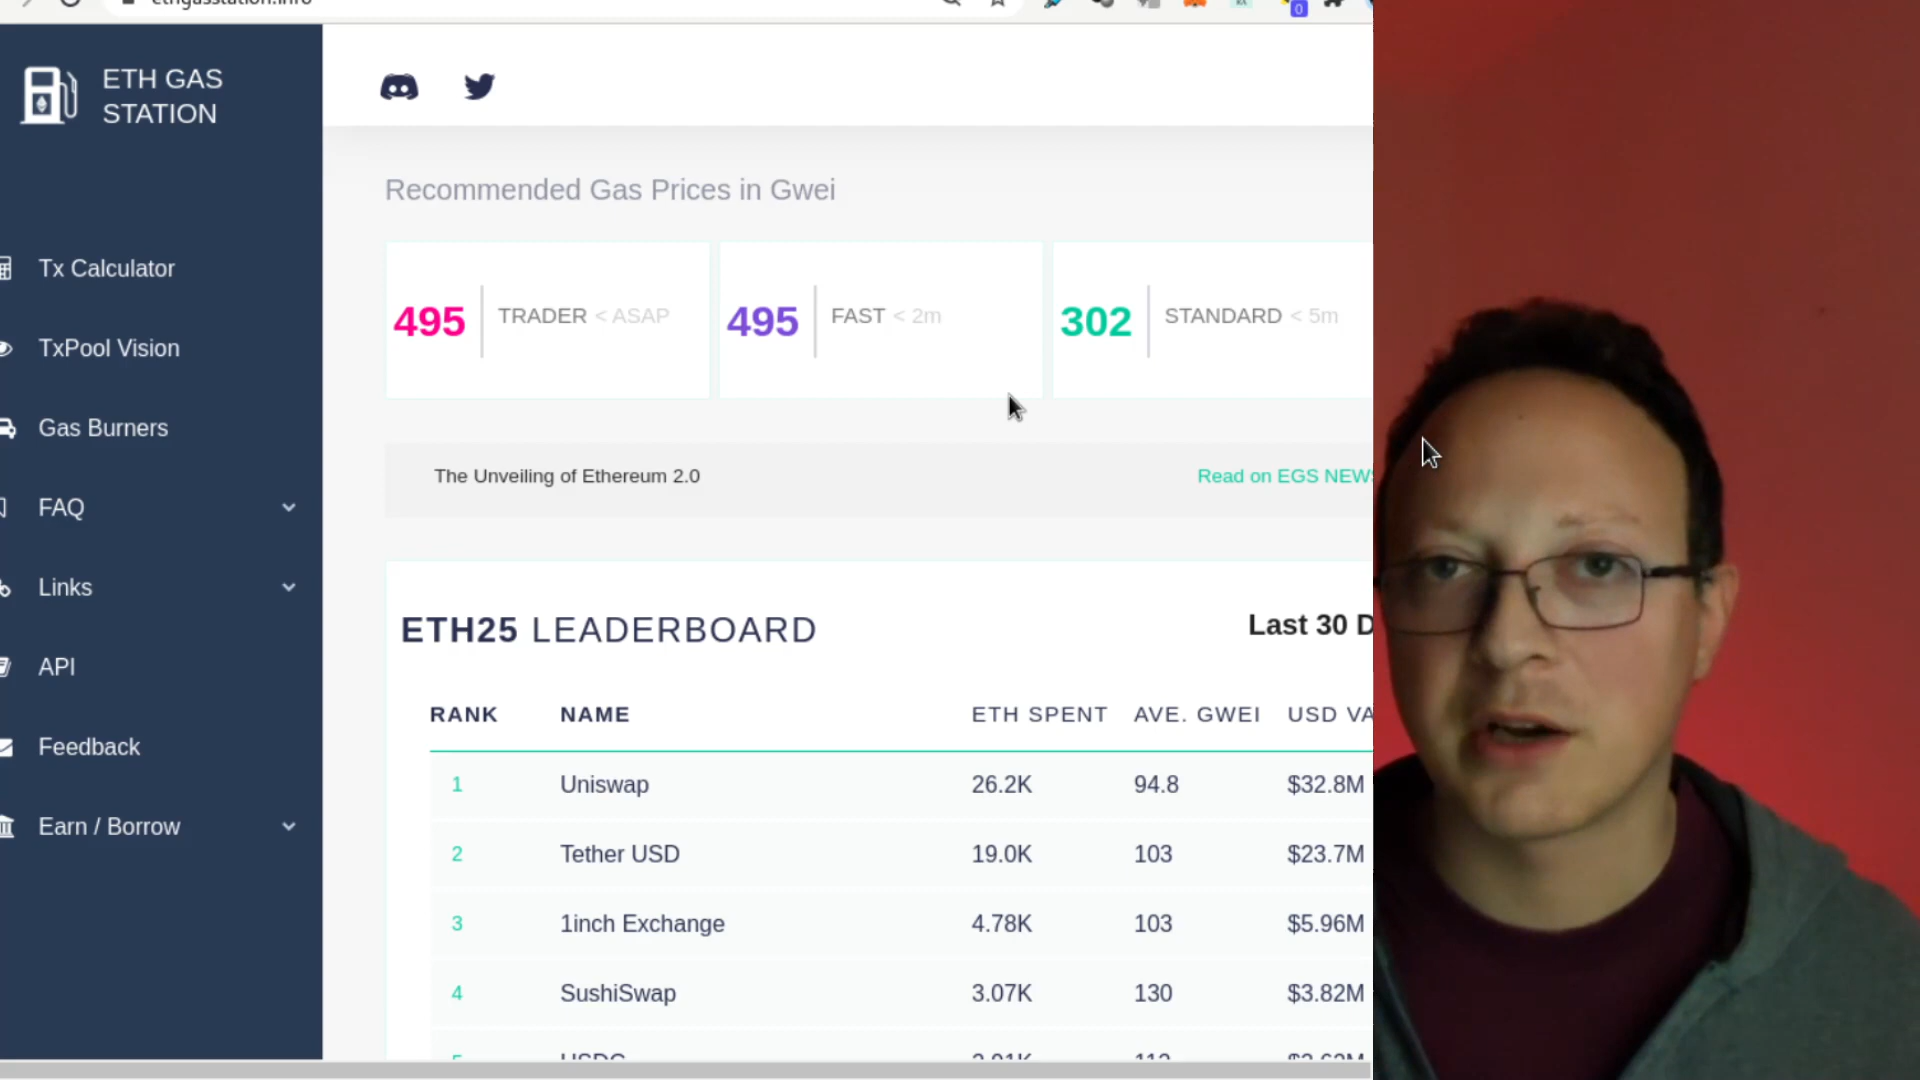 ethgasstation.info
0
ETH GAS
STATION
Tx Calculator
TxPool Vision
Gas Burners
FAQ
Links
API
Feedback
Earn / Borrow
Recommended Gas Prices in Gwei
495 TRADER < ASAP
495 FAST < 2m
302 STANDARD < 5m
The Unveiling of Ethereum 2.0 Read on EGS NEWS
ETH25 LEADERBOARD Last 30 D
RANK NAME ETH SPENT AVE. GWEI USD VA
1 Uniswap 26.2K 94.8 $32.8M
2 Tether USD 19.0K 103 $23.7M
3 1inch Exchange 4.78K 103 $5.96M
4 SushiSwap 3.07K 130 $3.82M